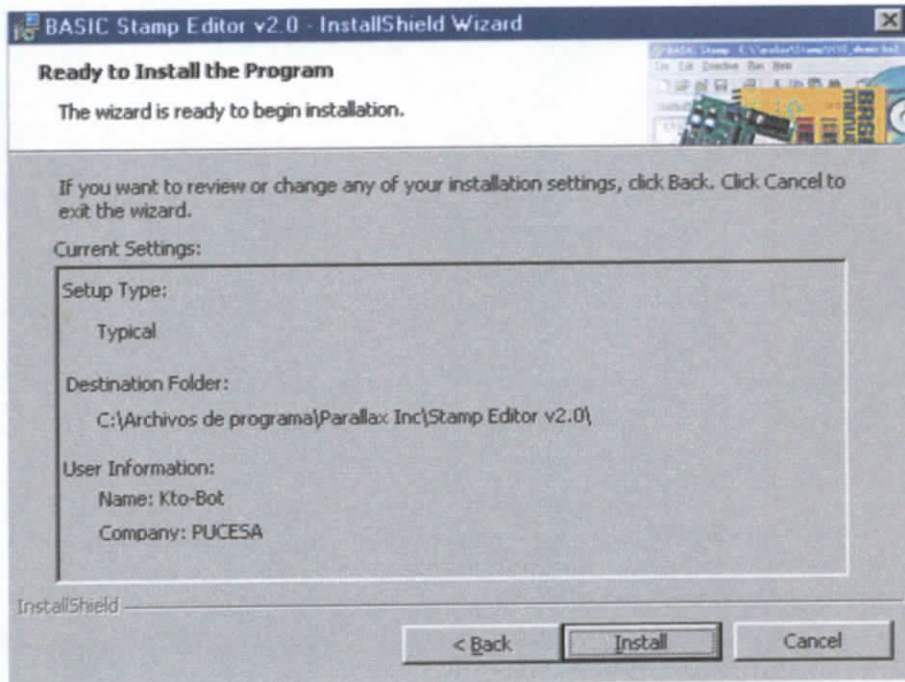 BASIC Stamp Editor v2.0 - InstallShield Wizard
Ready to Install the Program
The wizard is ready to begin installation.
If you want to review or change any of your installation settings, click Back. Click Cancel to
exit the wizard.
Current Settings:
Setup Type:
Typical
Destination Folder:
C:\Archivos de programa\Parallax Inc\Stamp Editor v2.0\
User Information:
Name: Kto-Bot
Company: PUCESA
InstallShield
< Back
Install
Cancel